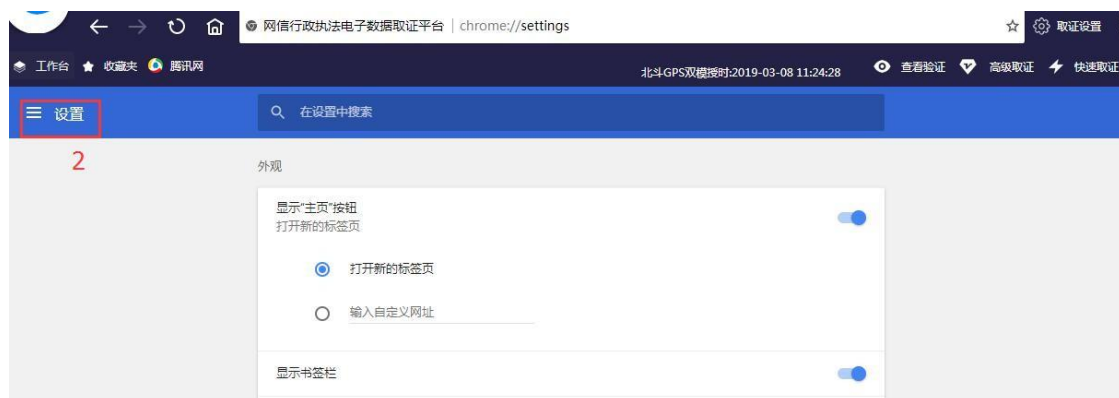 网信行政执法电子数据取证平台 | chrome://settings
取证设置
工作台 收藏夹 腾讯网
北斗GPS双模授时:2019-03-08 11:24:28
查看验证 高级取证 快速取证
设置
在设置中搜索
2
外观
显示"主页"按钮
打开新的标签页
打开新的标签页
输入自定义网址
显示书签栏